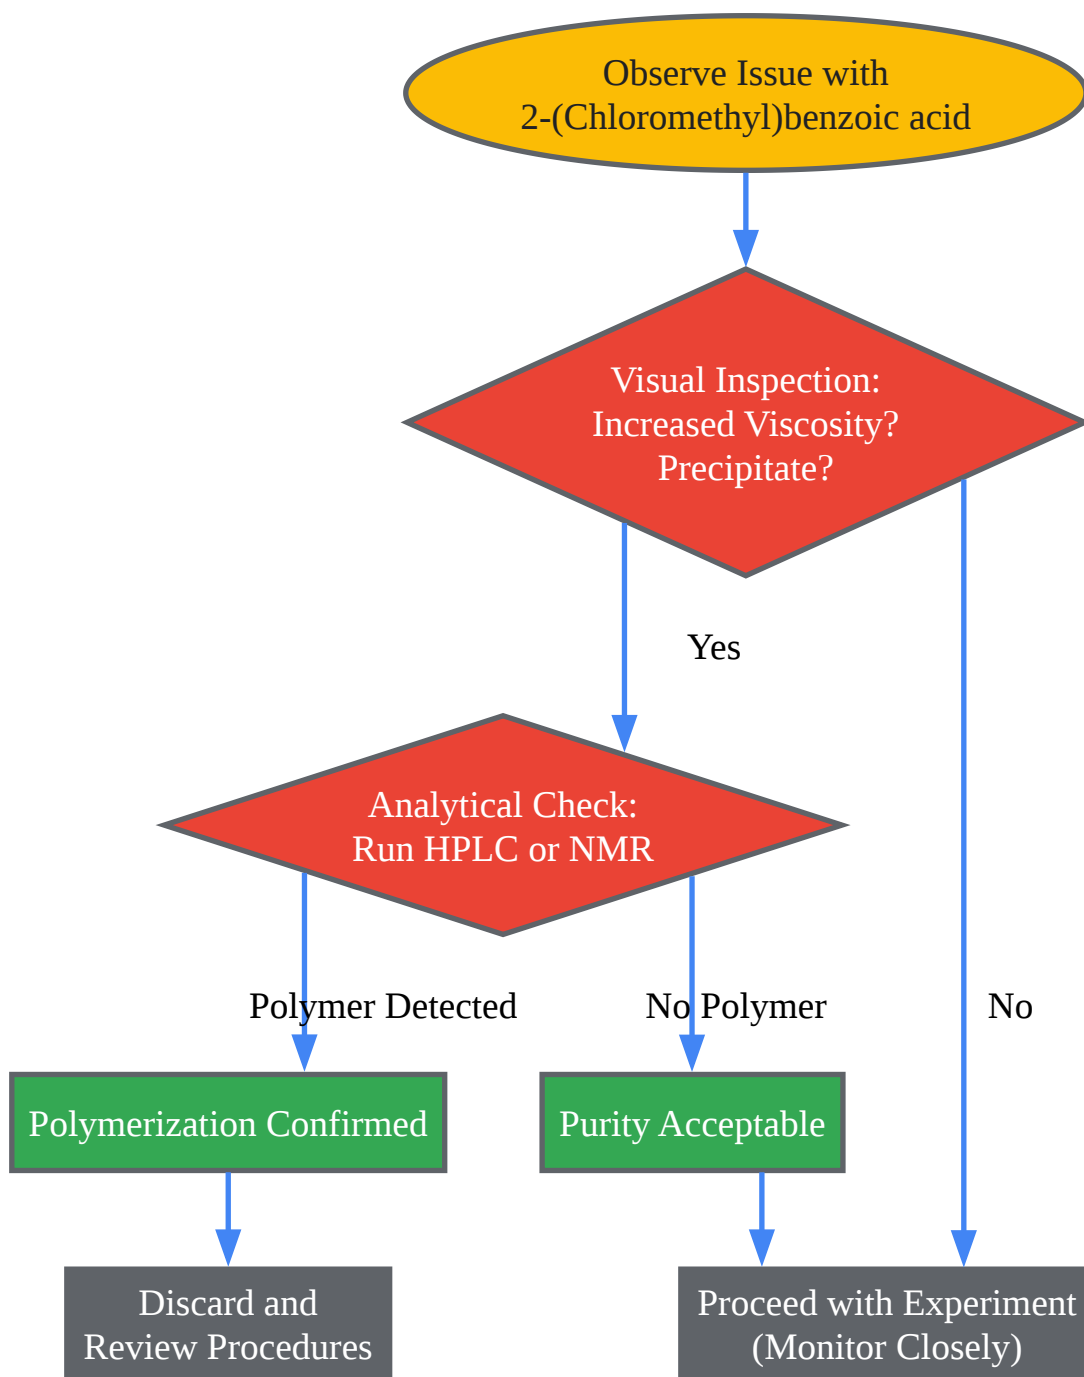 Observe Issue with
2-(Chloromethyl)benzoic acid
Visual Inspection:
Increased Viscosity?
Precipitate?
Yes
Analytical Check:
Run HPLC or NMR
Polymer Detected
No Polymer
No
Polymerization Confirmed
Purity Acceptable
Discard and
Review Procedures
Proceed with Experiment
(Monitor Closely)